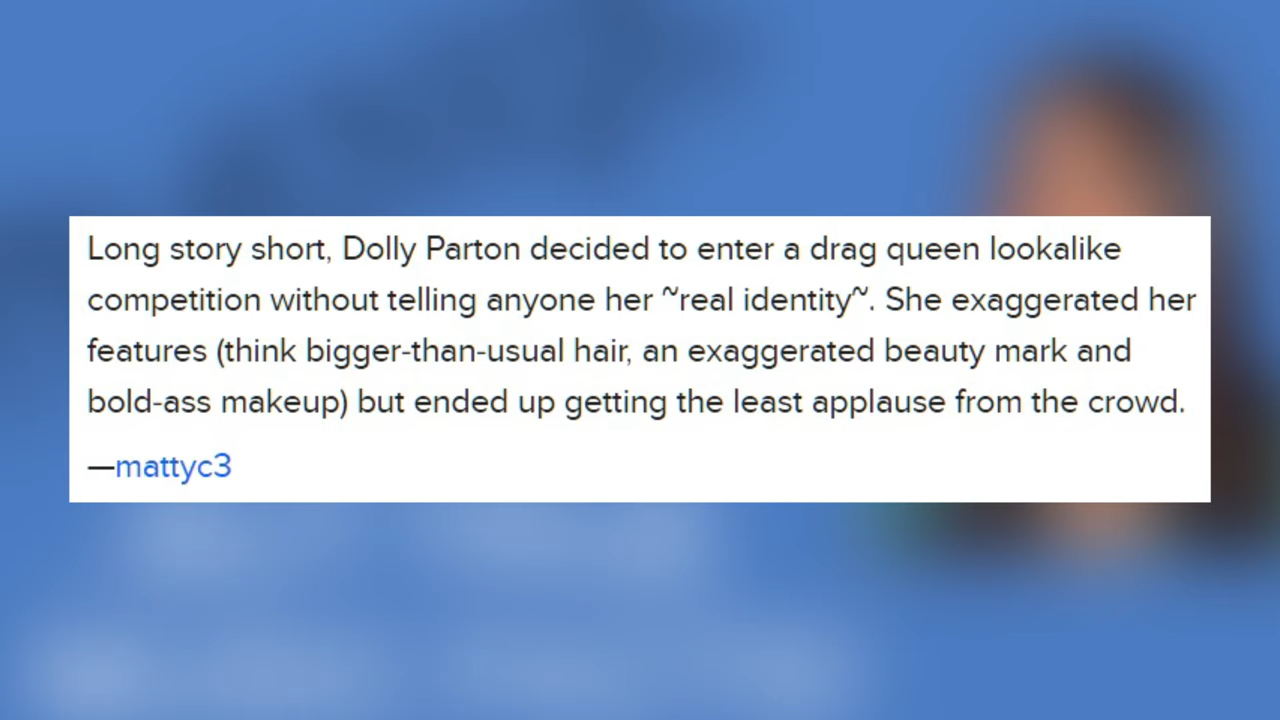 Long story short, Dolly Parton decided to enter a drag queen lookalike
competition without telling anyone her ~real identity~. She exaggerated her
features (think bigger-than-usual hair, an exaggerated beauty mark and
bold-ass makeup) but ended up getting the least applause from the crowd.
—mattyc3